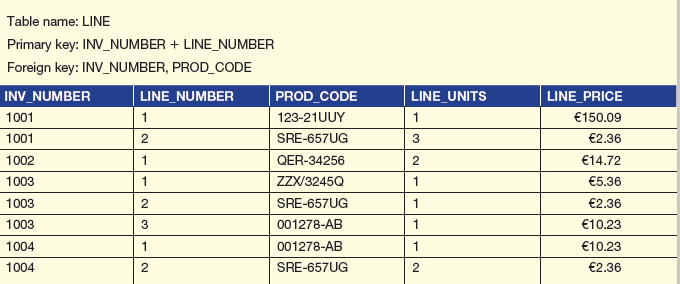 Table name: LINE
Primary key: INV_NUMBER + LINE_NUMBER
Foreign key: INV_NUMBER, PROD_CODE
INV_NUMBER LINE_NUMBER PROD_CODE LINE_UNITS LINE_PRICE
1001 1 123-21UUY 1 €150.09
1001 2 SRE-657UG 3 €2.36
1002 1 QER-34256 2 €14.72
1003 1 ZZX/3245Q 1 €5.36
1003 2 SRE-657UG 1 €2.36
1003 3 001278-AB 1 €10.23
1004 1 001278-AB 1 €10.23
1004 2 SRE-657UG 2 €2.36